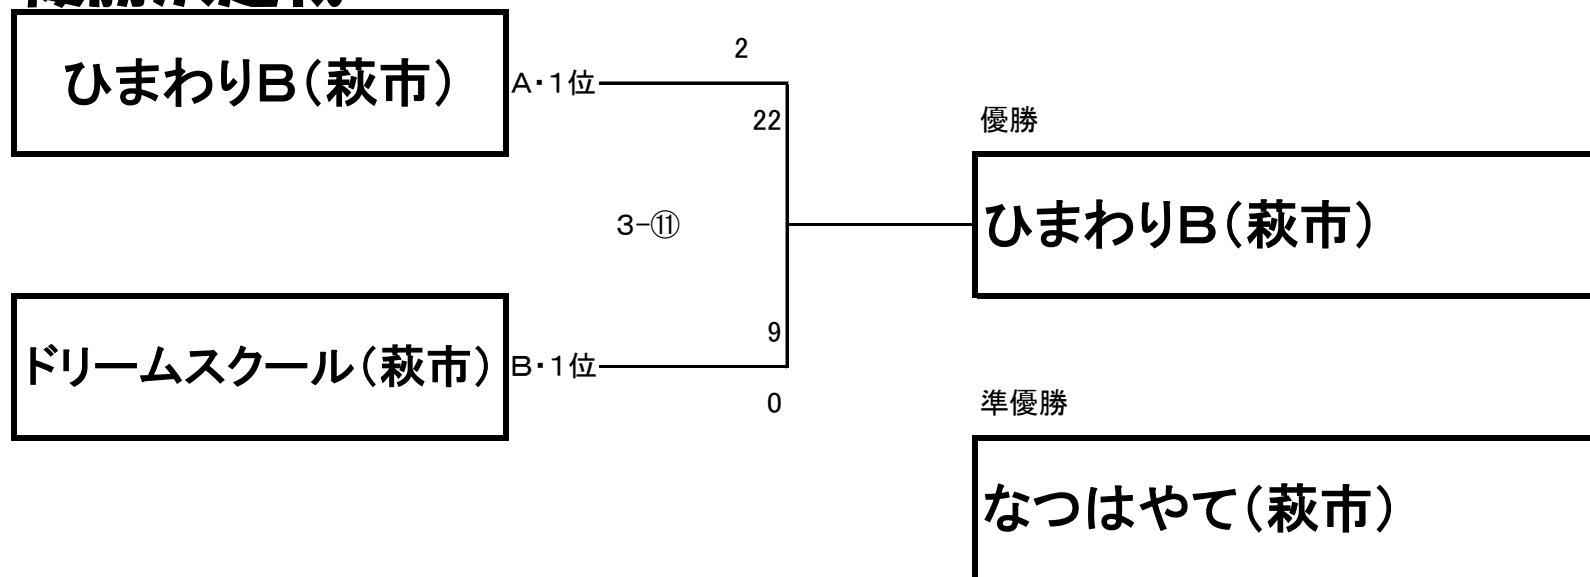 ひまわりB(萩市)
A・1位
2
22
優勝
ひまわりB(萩市)
3-⑪
9
ドリームスクール(萩市)
B・1位
0
準優勝
なつはやて(萩市)